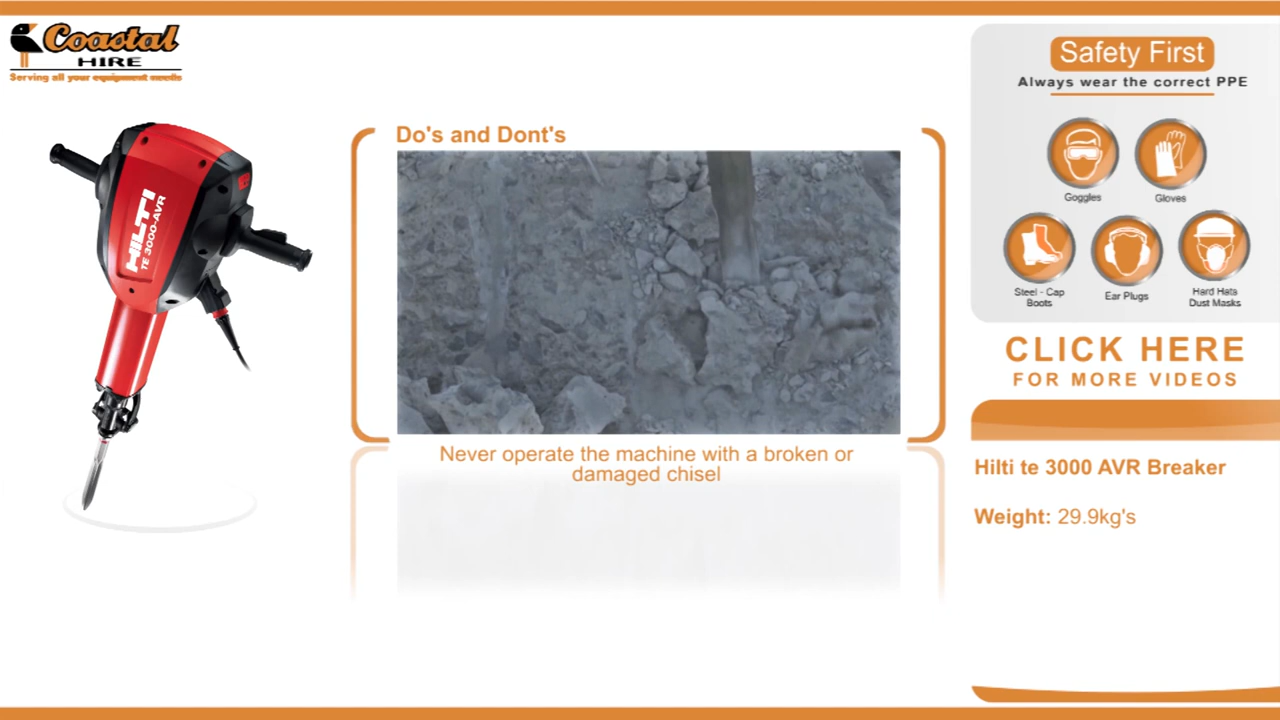 Coastal
HIRE
Serving all your equipment needs
HILTI
TE 3000-AVR
Do's and Dont's
Never operate the machine with a broken or
damaged chisel
Safety First
Always wear the correct PPE
Goggles
Gloves
Steel - Cap
Boots
Ear Plugs
Hard Hats
Dust Masks
CLICK HERE
FOR MORE VIDEOS
Hilti te 3000 AVR Breaker
Weight: 29.9kg's